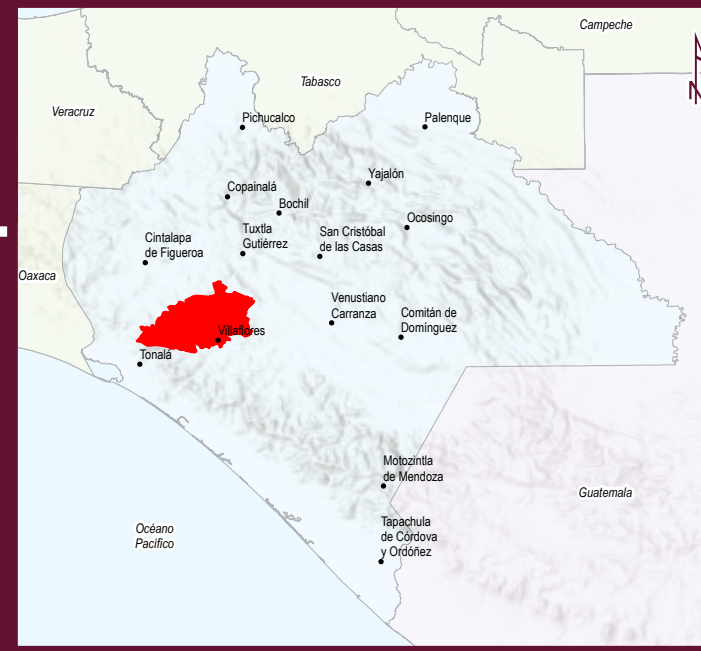 Campeche
Tabasco
Veracruz
Pichucalco
Palenque
Yajalón
Copainalá
Bochil
Ocosingo
Tuxtla
Gutiérrez
San Cristóbal
de las Casas
Cintalapa
de Figueroa
Oaxaca
Venustiano
Carranza
Comitán de
Domínguez
Villaflores
Tonalá
Motozintla
de Mendoza
Guatemala
Océano
Pacífico
Tapachula
de Córdova
y Ordóñez